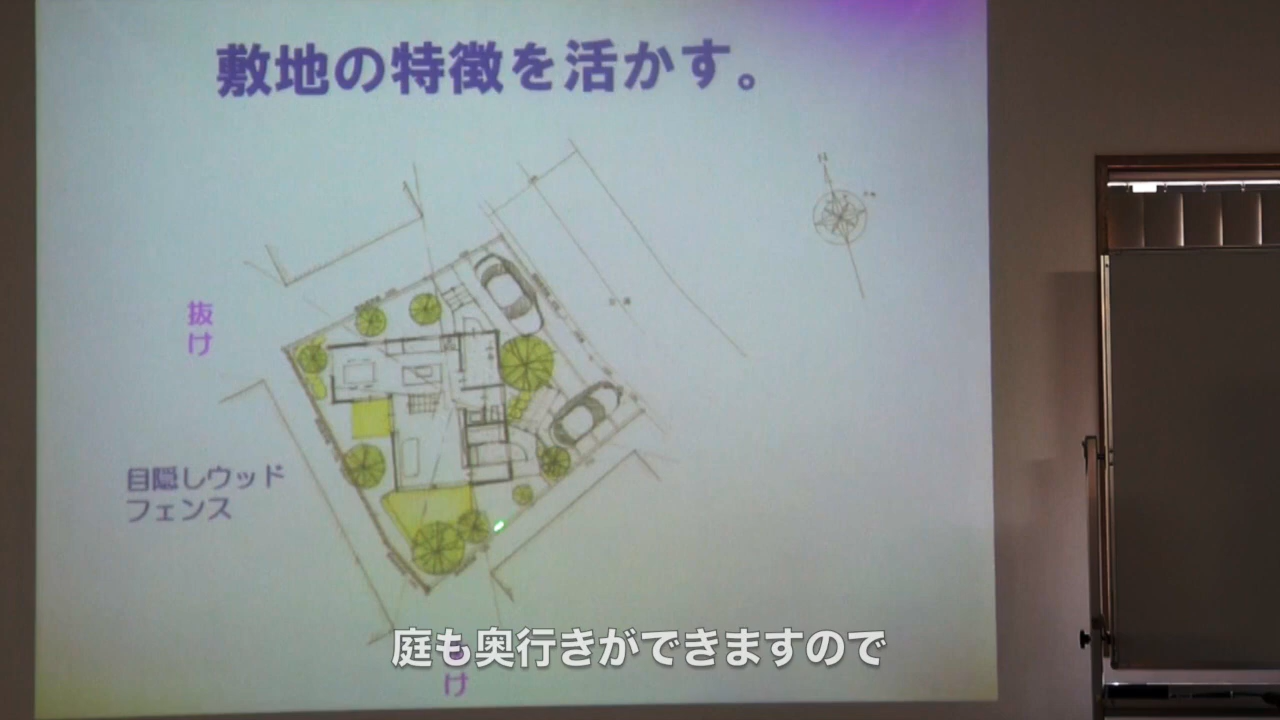 敷地の特徴を活かす。
N
抜
け
目隠しウッド
フェンス
庭も奥行きができますので
け